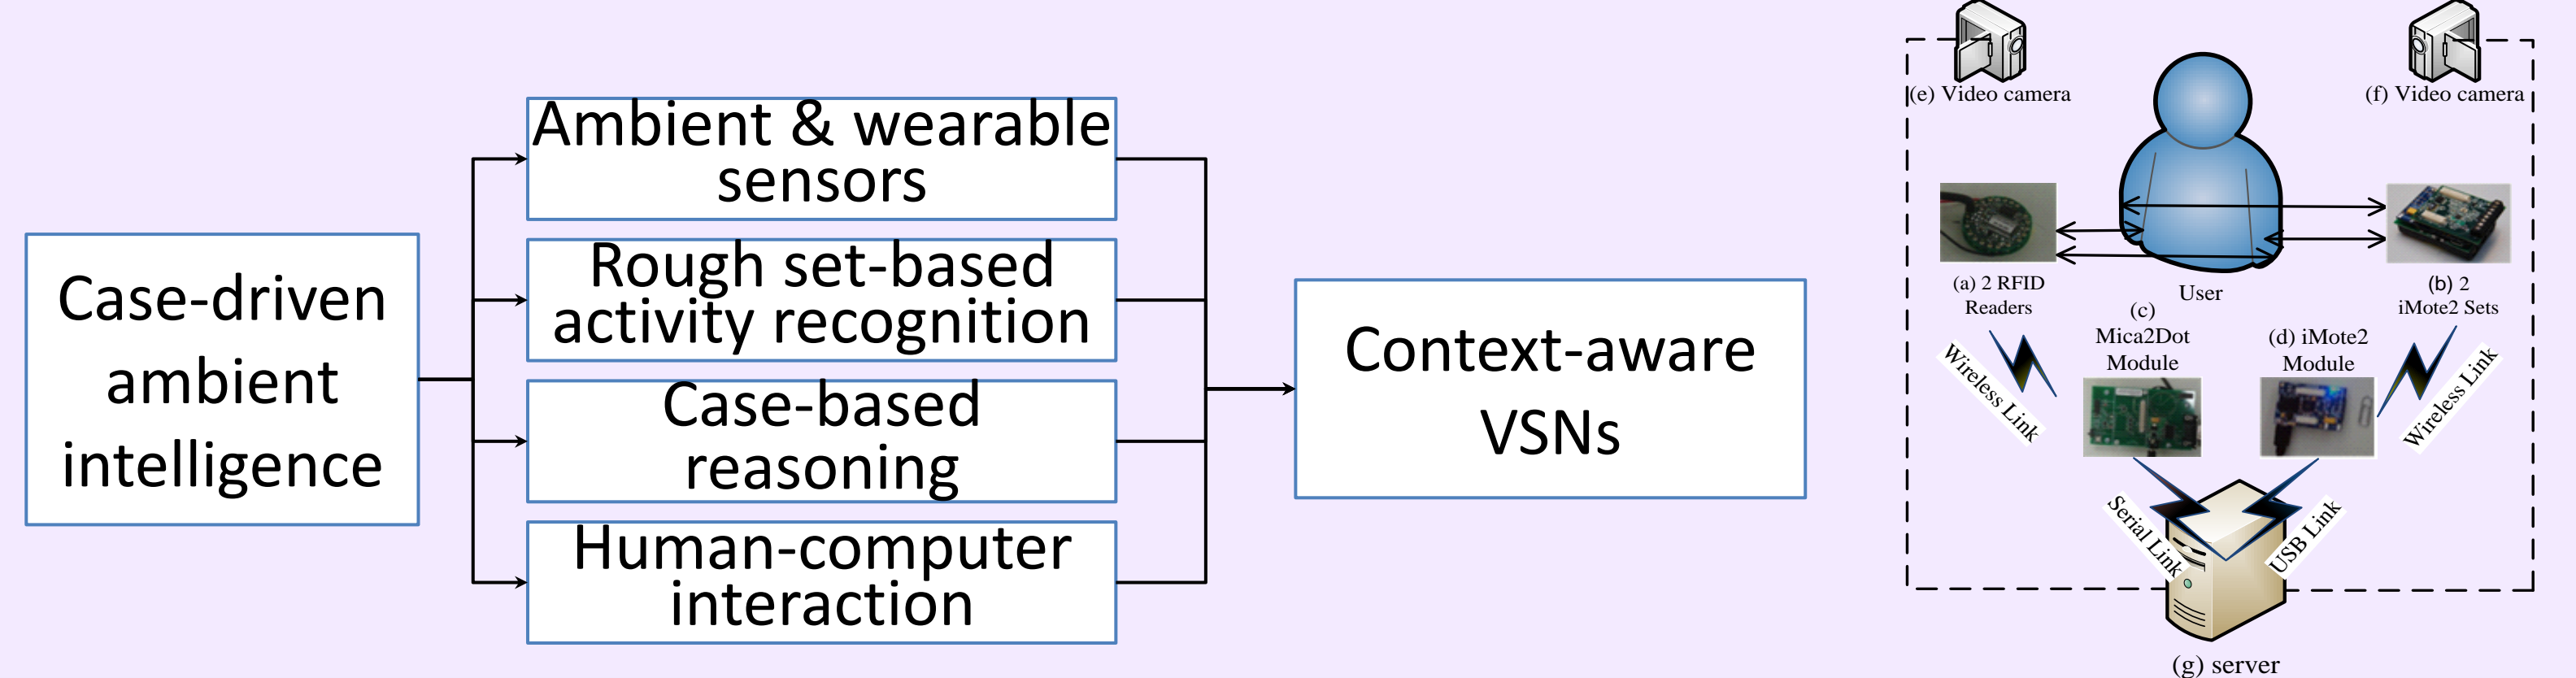 Case-driven
ambient
intelligence
Ambient & wearable
sensors
Rough set-based
activity recognition
Case-based
reasoning
Human-computer
interaction
Context-aware
VSNs
(e) Video camera
(f) Video camera
(a) 2 RFID
Readers
User
(b) 2
iMote2 Sets
(c)
Mica2Dot
Module
(d) iMote2
Module
Wireless Link
Wireless Link
Serial Link
USB Link
(g) server